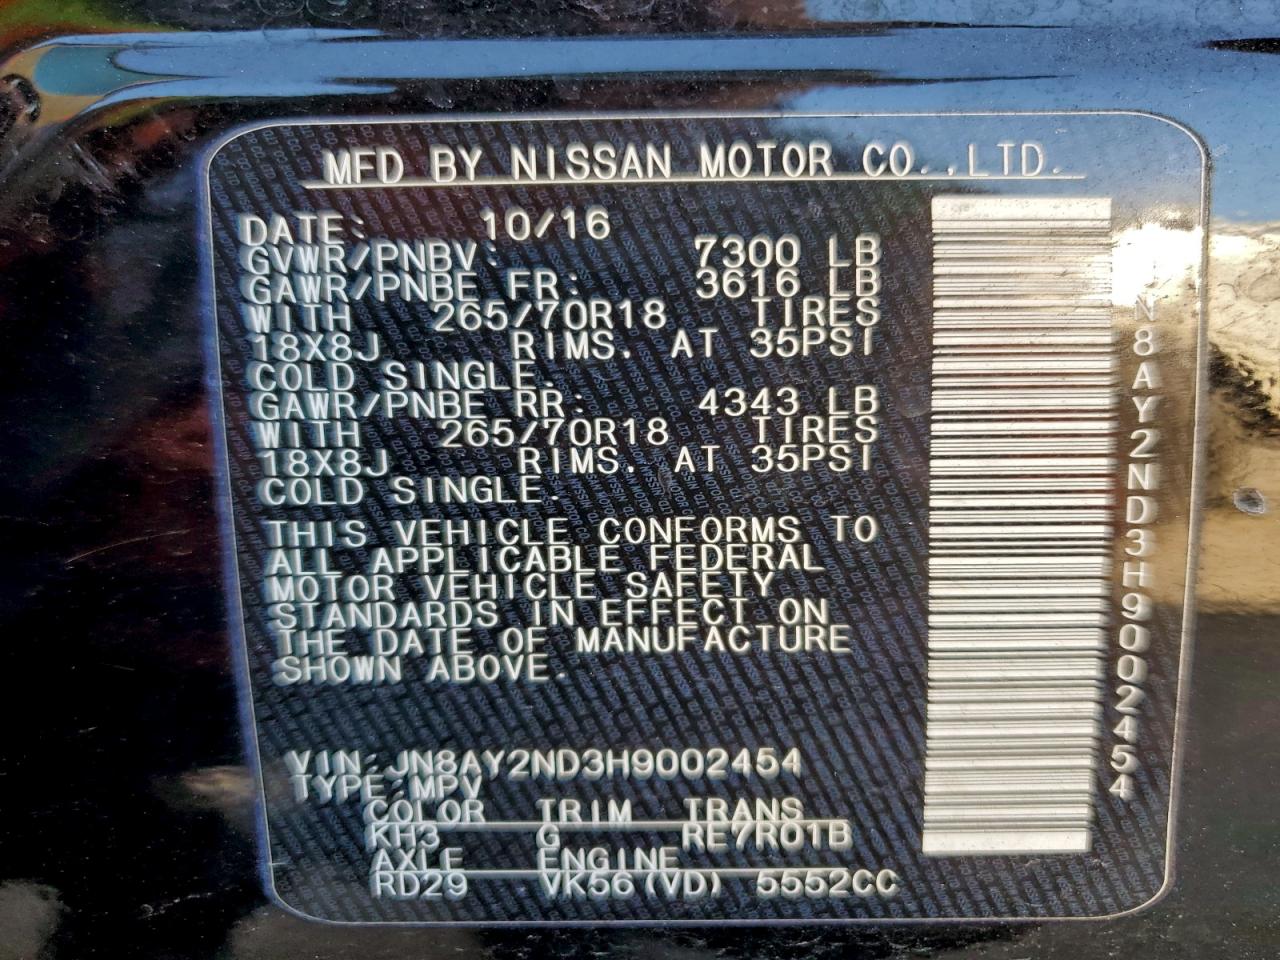 MFD BY NISSAN MOTOR CO.,LTD.
DATE: 10/16
GVWR/PNBV: 7300 LB
GAWR/PNBE FR: 3616 LB
WITH 265/70R18 TIRES
18X8J RIMS. AT 35PSI
COLD SINGLE.
GAWR/PNBE RR: 4343 LB
WITH 265/70R18 TIRES
18X8J RIMS. AT 35PSI
COLD SINGLE.
THIS VEHICLE CONFORMS TO
ALL APPLICABLE FEDERAL
MOTOR VEHICLE SAFETY
STANDARDS IN EFFECT ON
THE DATE OF MANUFACTURE
SHOWN ABOVE.
VIN:JN8AY2ND3H9002454
TYPE:MPV
COLOR TRIM TRANS
KH3 G RE7R01B
AXLE ENGINE
RD29 VK56(VD) 5552CC
JN8AY2ND3H9002454